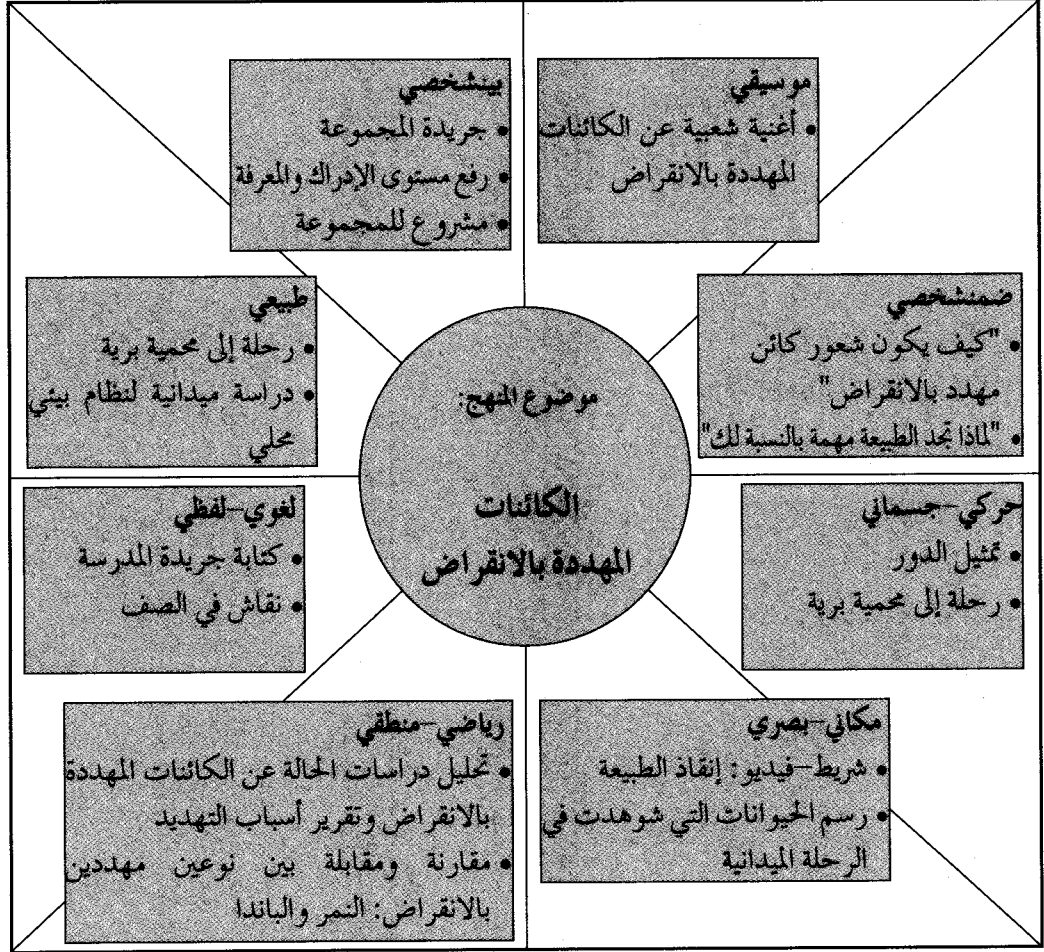 موسيقي
• أغنية شعبية عن الكائنات
المهددة بالانقراض
بينشخصي
• جريدة المجموعة
• رفع مستوى الإدراك والمعرفة
• مشروع للمجموعة
ضمنشخصي
• "كيف يكون شعور كائن
مهدد بالانقراض"
• "لماذا تجد الطبيعة مهمة بالنسبة لك"
طبيعي
• رحلة إلى محمية برية
• دراسة ميدانية لنظام بيئي
محلي
موضوع المنهج:
الكائنات
المهددة بالانقراض
حركي-جسماني
• تمثيل الدور
• رحلة إلى محمية برية
لغوي-لفظي
• كتابة جريدة المدرسة
• نقاش في الصف
مكاني-بصري
• شريط-فيديو: إنقاذ الطبيعة
• رسم الحيوانات التي شوهدت في
الرحلة الميدانية
رياضي-منطقي
• تحليل دراسات الحالة عن الكائنات المهددة
بالانقراض وتقرير أسباب التهديد
• مقارنة ومقابلة بين نوعين مهددين
بالانقراض: النمر والباندا